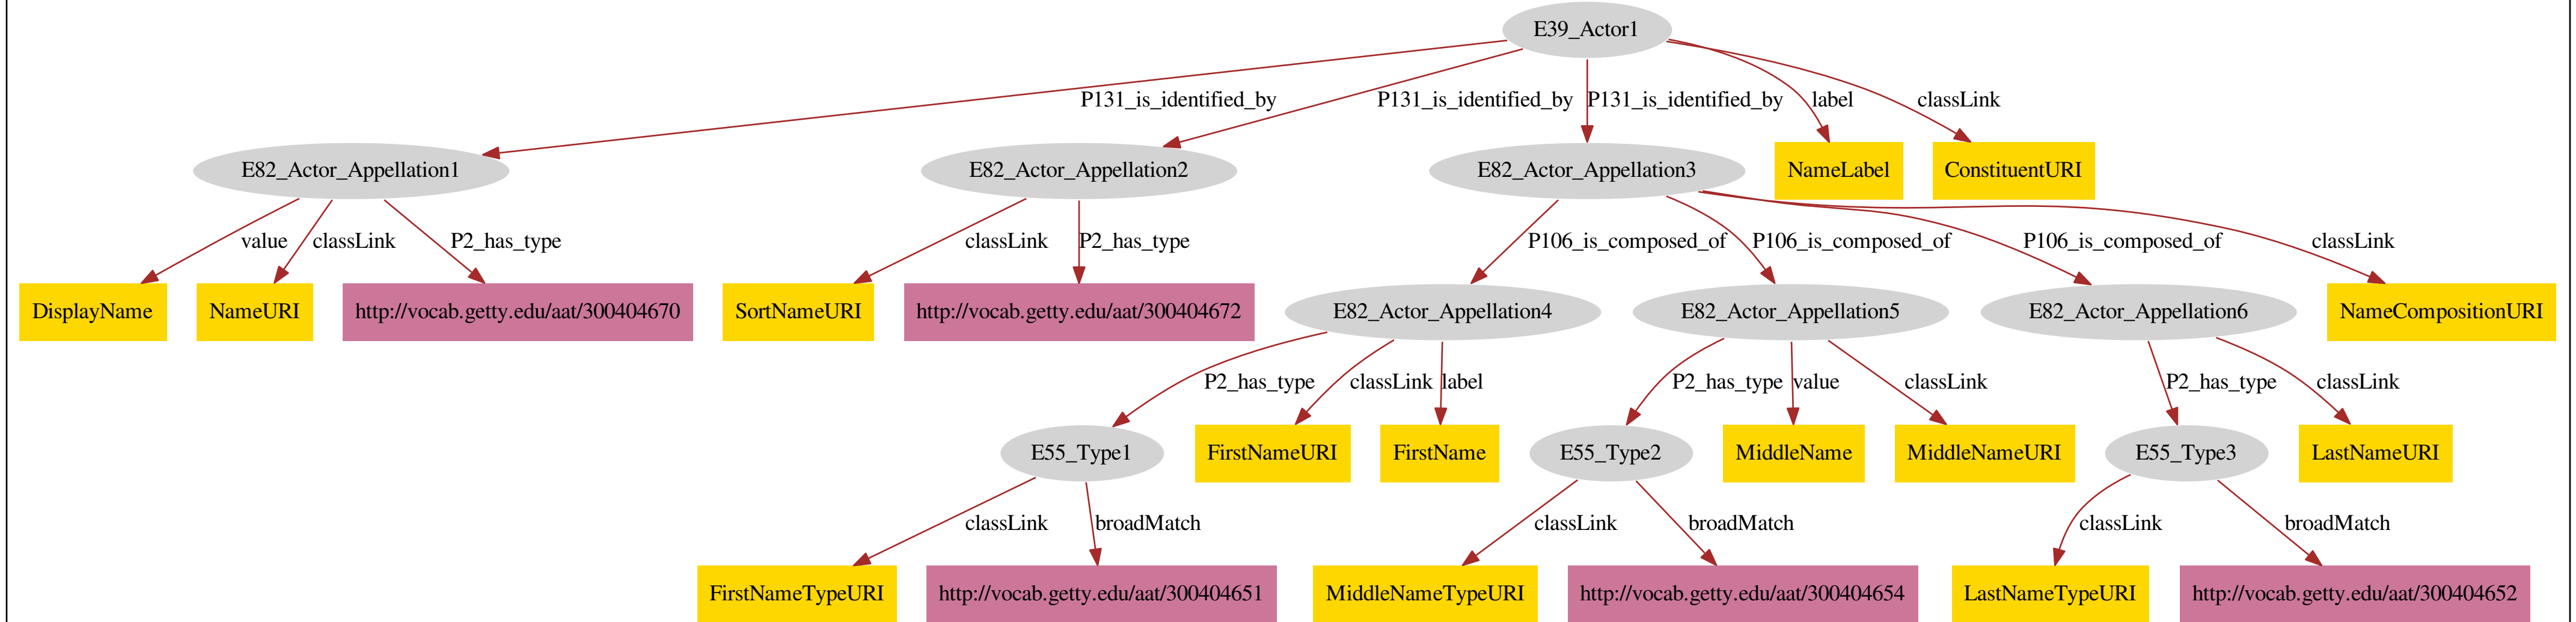 E39_Actor1
P131_is_identified_by P131_is_identified_by P131_is_identified_by label classLink
E82_Actor_Appellation1 E82_Actor_Appellation2 E82_Actor_Appellation3 NameLabel ConstituentURI
value classLink P2_has_type classLink P2_has_type P106_is_composed_of P106_is_composed_of P106_is_composed_of classLink
DisplayName NameURI http://vocab.getty.edu/aat/300404670 SortNameURI http://vocab.getty.edu/aat/300404672 E82_Actor_Appellation4 E82_Actor_Appellation5 E82_Actor_Appellation6 NameCompositionURI
P2_has_type classLink label P2_has_type value classLink P2_has_type classLink
E55_Type1 FirstNameURI FirstName E55_Type2 MiddleName MiddleNameURI E55_Type3 LastNameURI
classLink broadMatch classLink broadMatch classLink broadMatch
FirstNameTypeURI http://vocab.getty.edu/aat/300404651 MiddleNameTypeURI http://vocab.getty.edu/aat/300404654 LastNameTypeURI http://vocab.getty.edu/aat/300404652